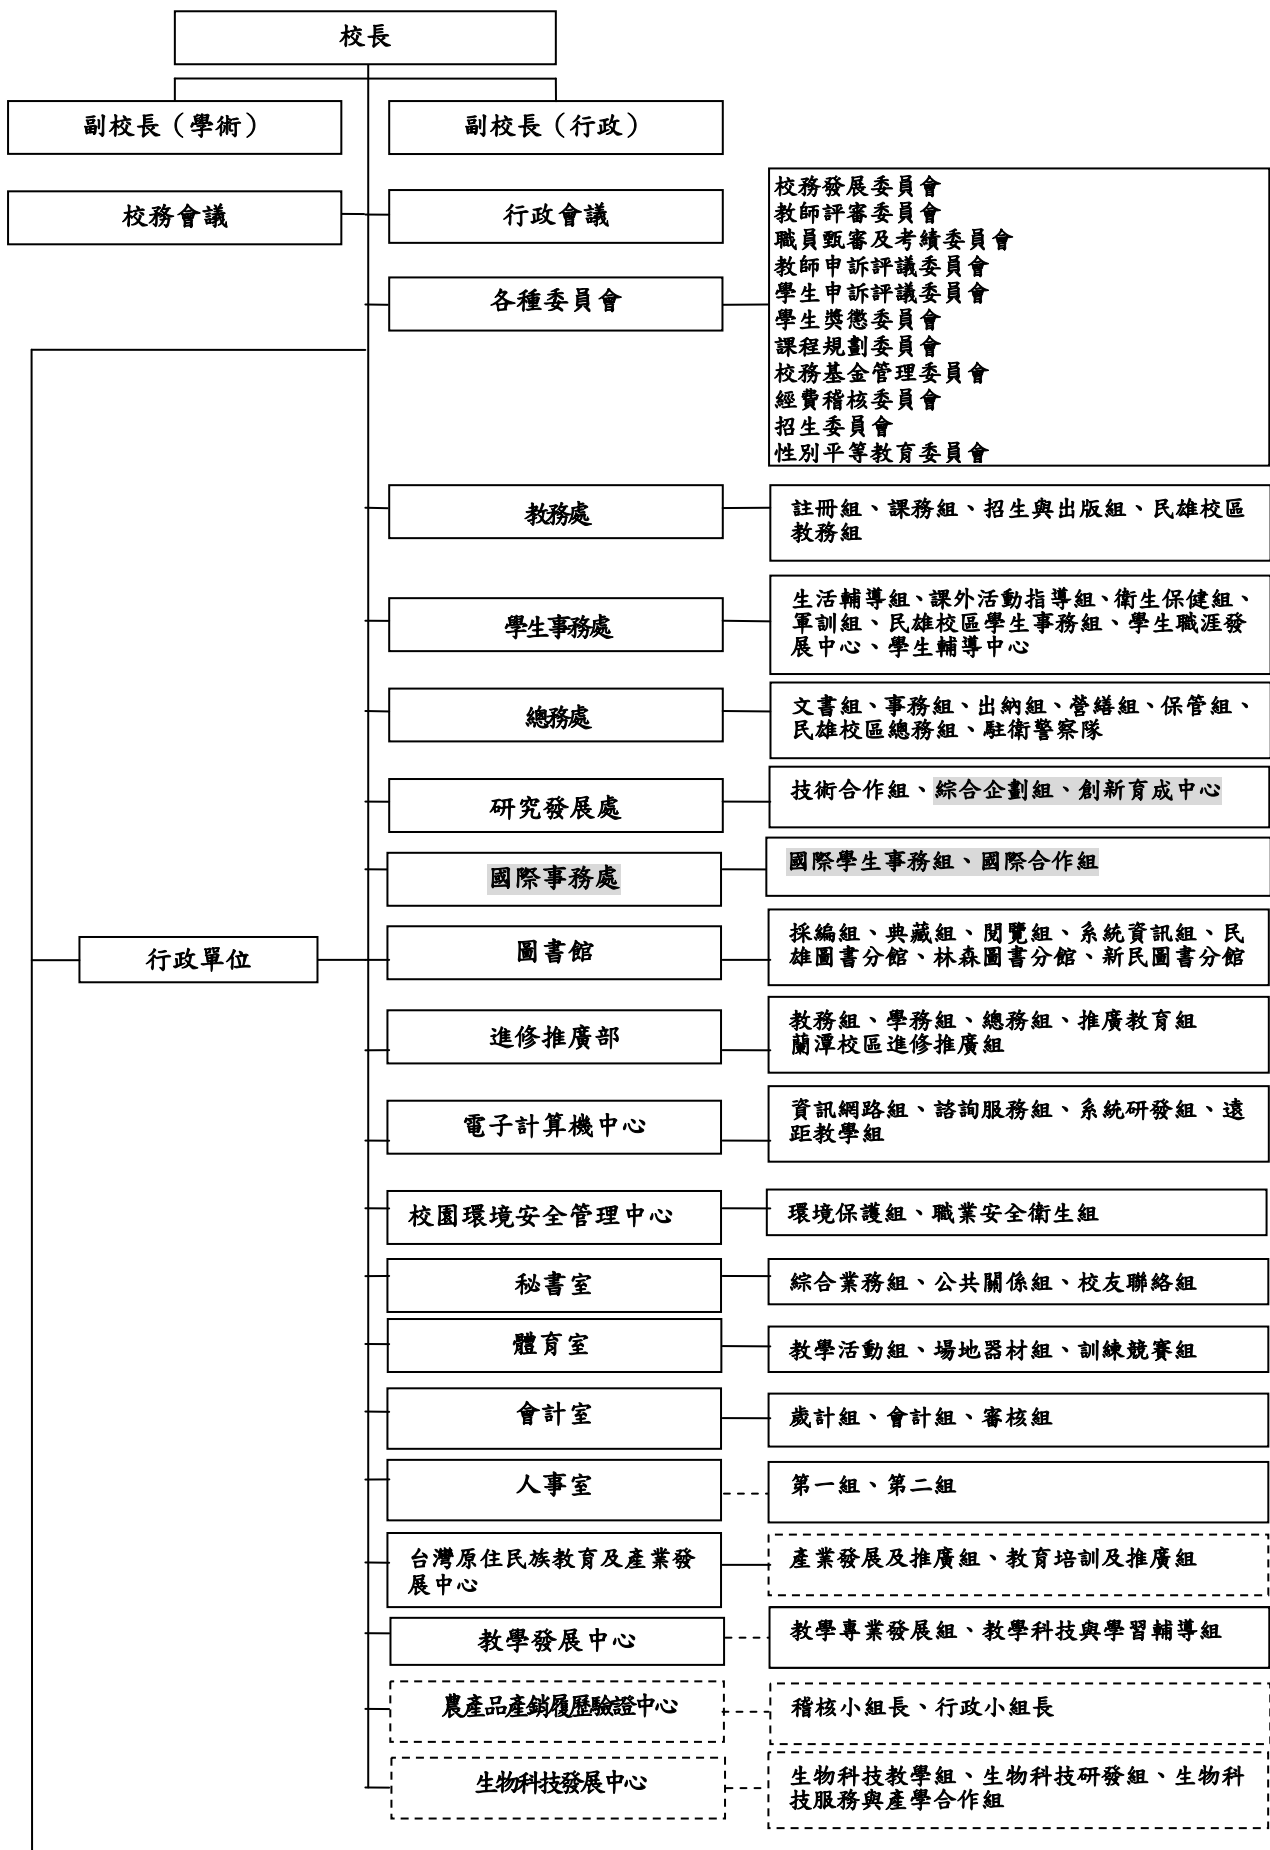 校長
副校長（學術）
副校長（行政）
校務會議
行政會議
各種委員會
校務發展委員會
教師評審委員會
職員甄審及考績委員會
教師申訴評議委員會
學生申訴評議委員會
學生獎懲委員會
課程規劃委員會
校務基金管理委員會
經費稽核委員會
招生委員會
性別平等教育委員會
教務處
註冊組、課務組、招生與出版組、民雄校區
教務組
學生事務處
生活輔導組、課外活動指導組、衛生保健組、
軍訓組、民雄校區學生事務組、學生職涯發
展中心、學生輔導中心
總務處
文書組、事務組、出納組、營繕組、保管組、
民雄校區總務組、駐衛警察隊
研究發展處
技術合作組、綜合企劃組、創新育成中心
國際事務處
國際學生事務組、國際合作組
行政單位
圖書館
採編組、典藏組、閱覽組、系統資訊組、民
雄圖書分館、林森圖書分館、新民圖書分館
進修推廣部
教務組、學務組、總務組、推廣教育組
蘭潭校區進修推廣組
電子計算機中心
資訊網路組、諮詢服務組、系統研發組、遠
距教學組
校園環境安全管理中心
環境保護組、職業安全衛生組
秘書室
綜合業務組、公共關係組、校友聯絡組
體育室
教學活動組、場地器材組、訓練競賽組
會計室
歲計組、會計組、審核組
人事室
第一組、第二組
台灣原住民族教育及產業發
展中心
產業發展及推廣組、教育培訓及推廣組
教學發展中心
教學專業發展組、教學科技與學習輔導組
農產品產銷履歷驗證中心
稽核小組長、行政小組長
生物科技發展中心
生物科技教學組、生物科技研發組、生物科
技服務與產學合作組